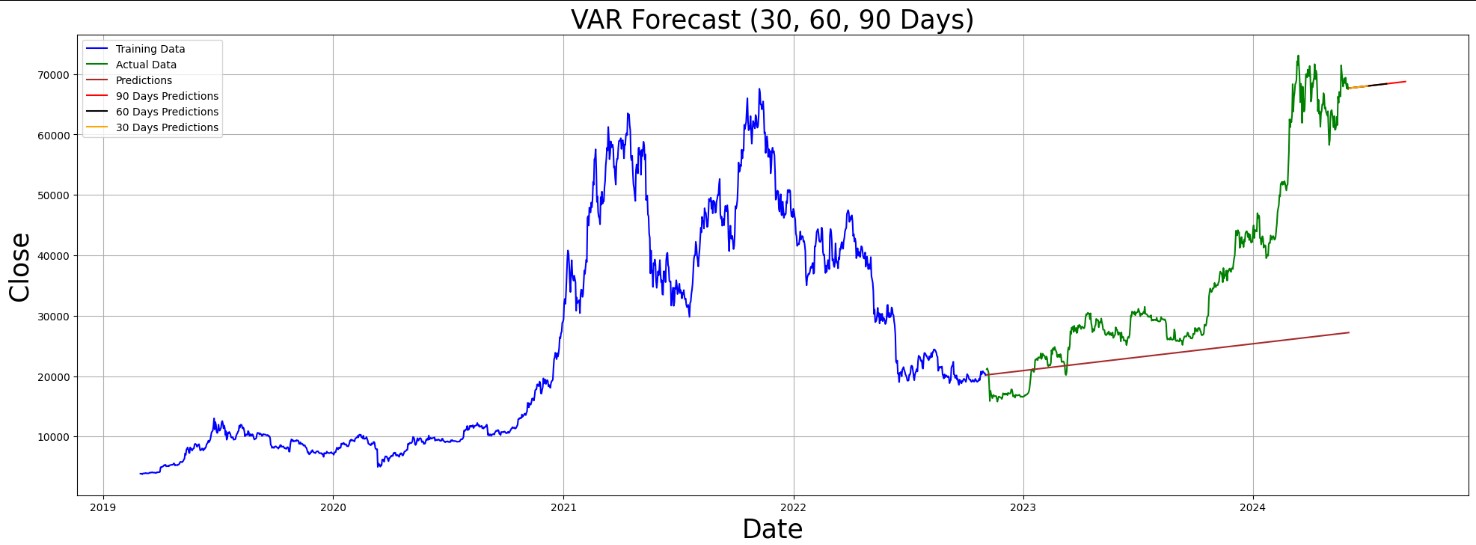 VAR Forecast (30, 60, 90 Days)
Training Data
Actual Data
Predictions
90 Days Predictions
60 Days Predictions
30 Days Predictions
70000
60000
50000
40000
30000
20000
10000
Close
2019 2020 2021 2022 2023 2024
Date